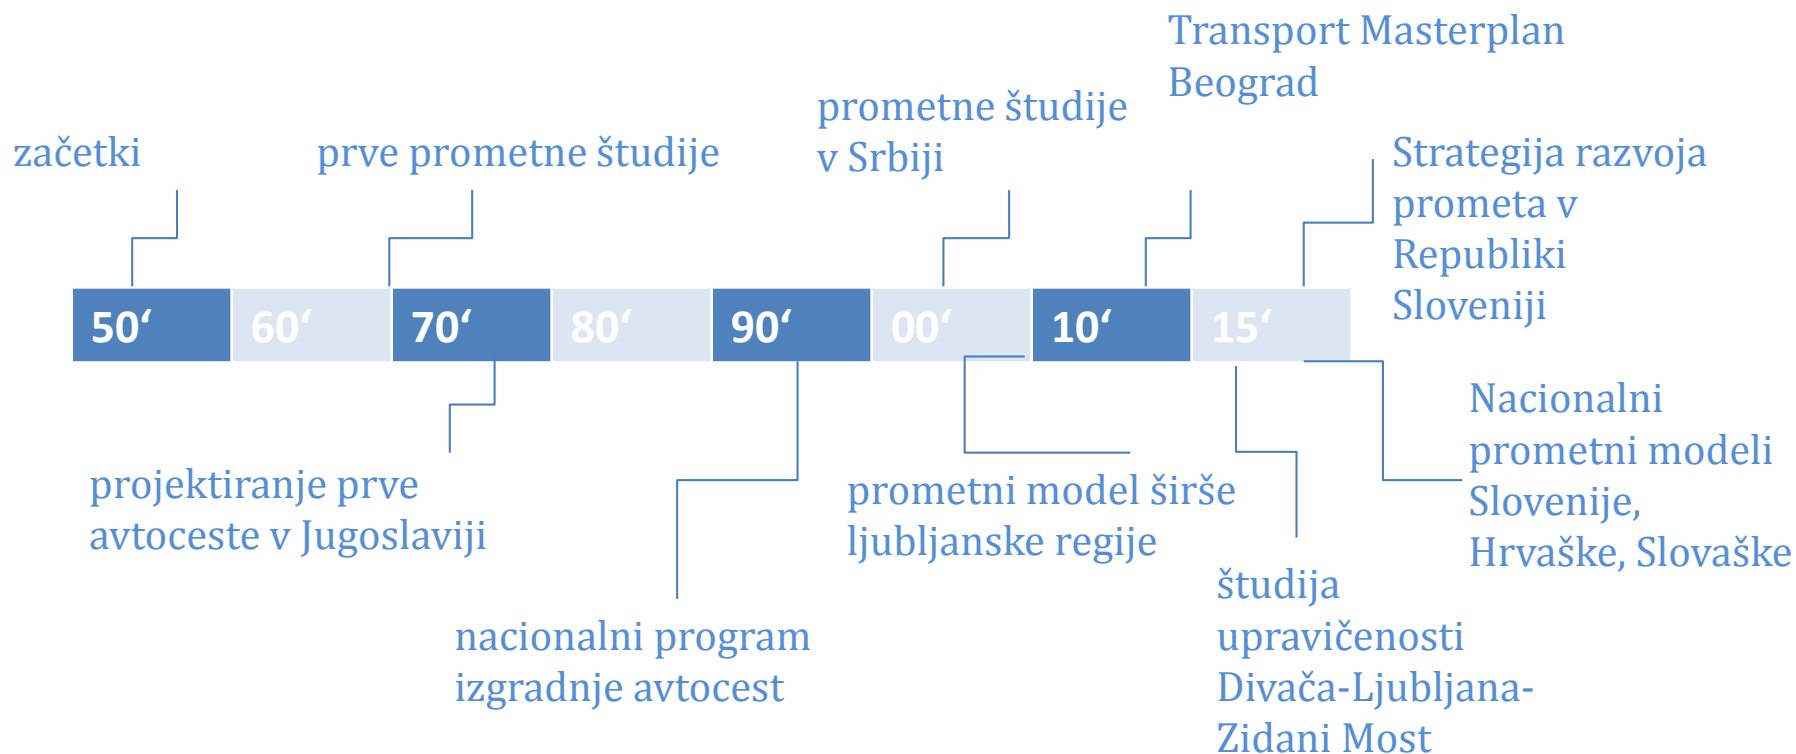 Transport Masterplan
Beograd
prometne študije
v Srbiji
začetki
prve prometne študije
Strategija razvoja
prometa v
Republiki
Sloveniji
50‘
60‘
70‘
80‘
90‘
00‘
10‘
15‘
projektiranje prve
avtoceste v Jugoslaviji
nacionalni program
izgradnje avtocest
prometni model širše
ljubljanske regije
študija
upravičenosti
Divača-Ljubljana-
Zidani Most
Nacionalni
prometni modeli
Slovenije,
Hrvaške, Slovaške